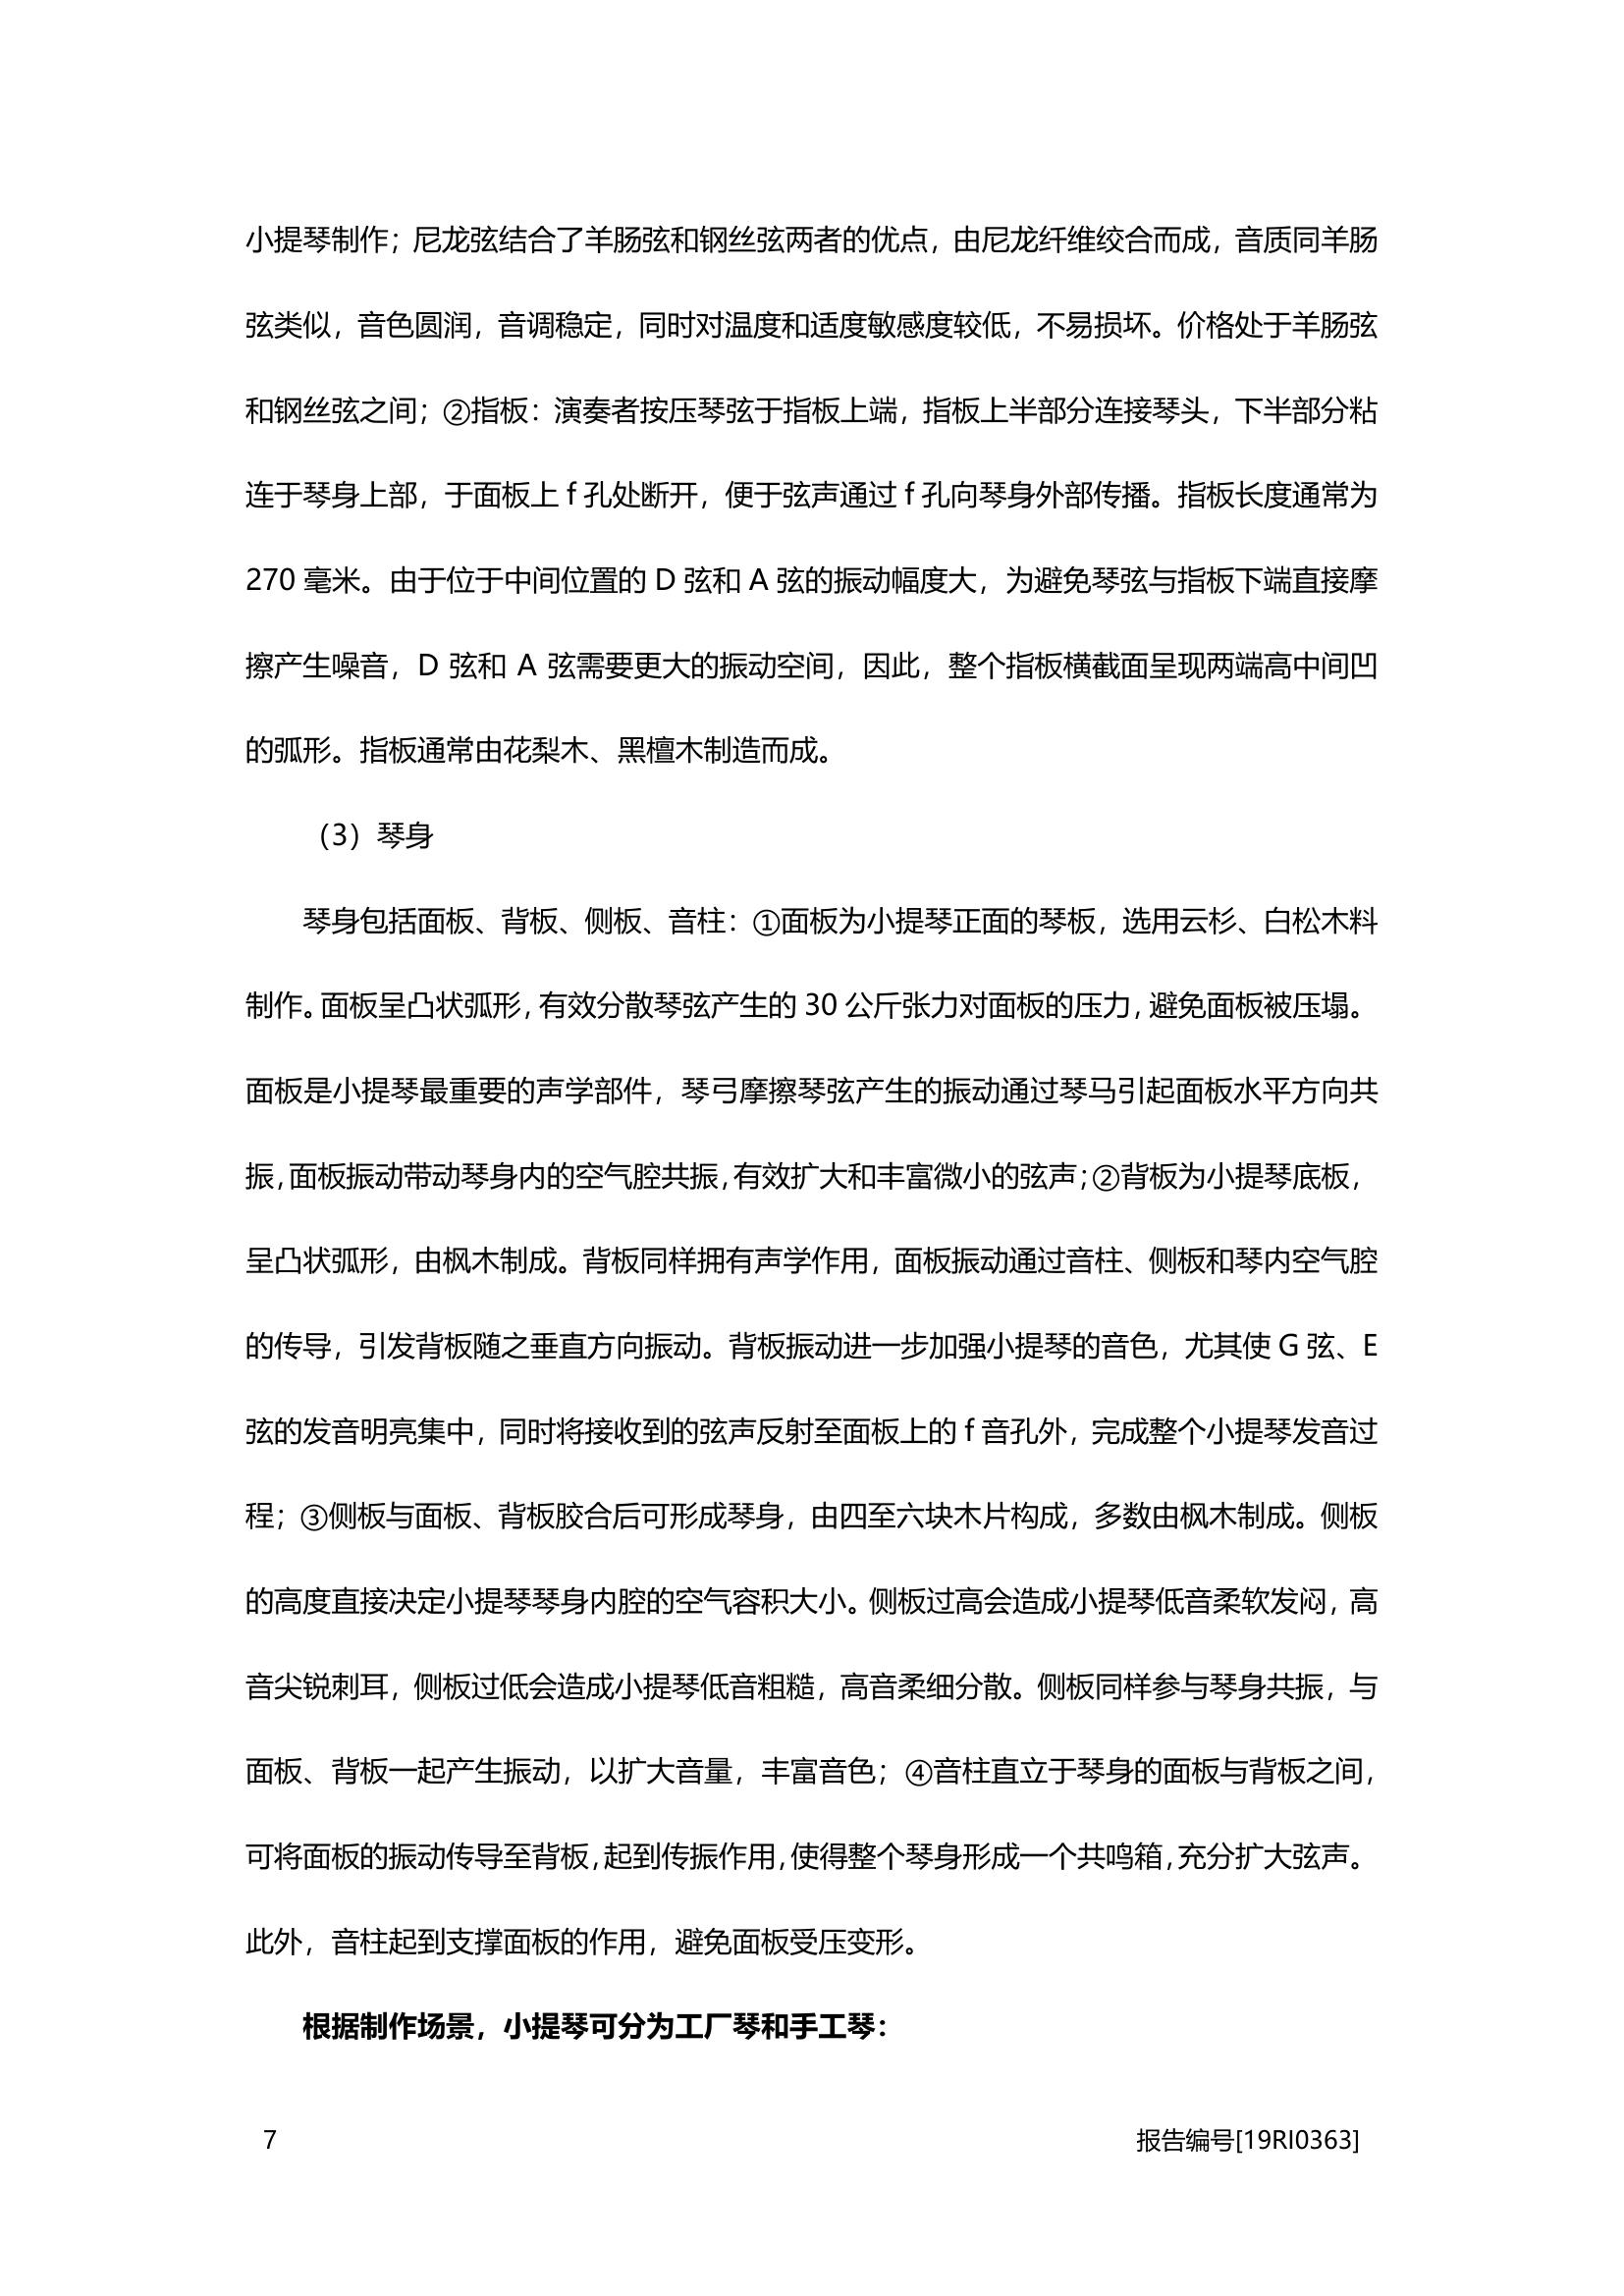 小提琴制作；尼龙弦结合了羊肠弦和钢丝弦两者的优点，由尼龙纤维绞合而成，音质同羊肠
弦类似，音色圆润，音调稳定，同时对温度和适度敏感度较低，不易损坏。价格处于羊肠弦
和钢丝弦之间；②指板：演奏者按压琴弦于指板上端，指板上半部分连接琴头，下半部分粘
连于琴身上部，于面板上 f 孔处断开，便于弦声通过 f 孔向琴身外部传播。指板长度通常为
270 毫米。由于位于中间位置的 D 弦和 A 弦的振动幅度大，为避免琴弦与指板下端直接摩
擦产生噪音，D 弦和 A 弦需要更大的振动空间，因此，整个指板横截面呈现两端高中间凹
的弧形。指板通常由花梨木、黑檀木制造而成。
（3）琴身
琴身包括面板、背板、侧板、音柱：①面板为小提琴正面的琴板，选用云杉、白松木料
制作。面板呈凸状弧形，有效分散琴弦产生的 30 公斤张力对面板的压力，避免面板被压塌。
面板是小提琴最重要的声学部件，琴弓摩擦琴弦产生的振动通过琴马引起面板水平方向共
振，面板振动带动琴身内的空气腔共振，有效扩大和丰富微小的弦声；②背板为小提琴底板，
呈凸状弧形，由枫木制成。背板同样拥有声学作用，面板振动通过音柱、侧板和琴内空气腔
的传导，引发背板随之垂直方向振动。背板振动进一步加强小提琴的音色，尤其使 G 弦、E
弦的发音明亮集中，同时将接收到的弦声反射至面板上的 f 音孔外，完成整个小提琴发音过
程；③侧板与面板、背板胶合后可形成琴身，由四至六块木片构成，多数由枫木制成。侧板
的高度直接决定小提琴琴身内腔的空气容积大小。侧板过高会造成小提琴低音柔软发闷，高
音尖锐刺耳，侧板过低会造成小提琴低音粗糙，高音柔细分散。侧板同样参与琴身共振，与
面板、背板一起产生振动，以扩大音量，丰富音色；④音柱直立于琴身的面板与背板之间，
可将面板的振动传导至背板，起到传振作用，使得整个琴身形成一个共鸣箱，充分扩大弦声。
此外，音柱起到支撑面板的作用，避免面板受压变形。
根据制作场景，小提琴可分为工厂琴和手工琴：
7 报告编号[19RI0363]